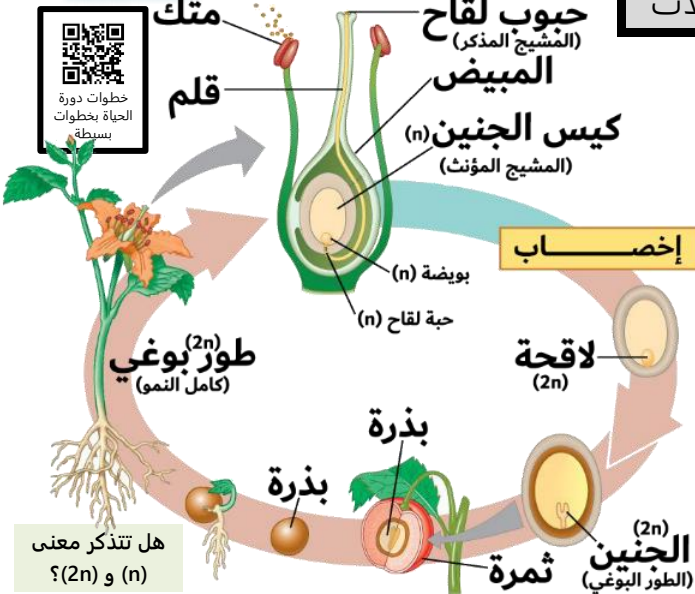 متك
حبوب لقاح
(المشيج المذكر)
المبيض
قلم
كيس الجنين (n)
(المشيج المؤنث)
خطوات دورة
الحياة بخطوات
بسيطة
إخصـــــــاب
بويضة (n)
حبة لقاح (n)
لاقحة
(2n)
طور بوغي (2n)
(كامل النمو)
بذرة
بذرة
ثمرة
(2n)
الجنين
(الطور البوغي)
هل تتذكر معنى
(n) و (2n)؟